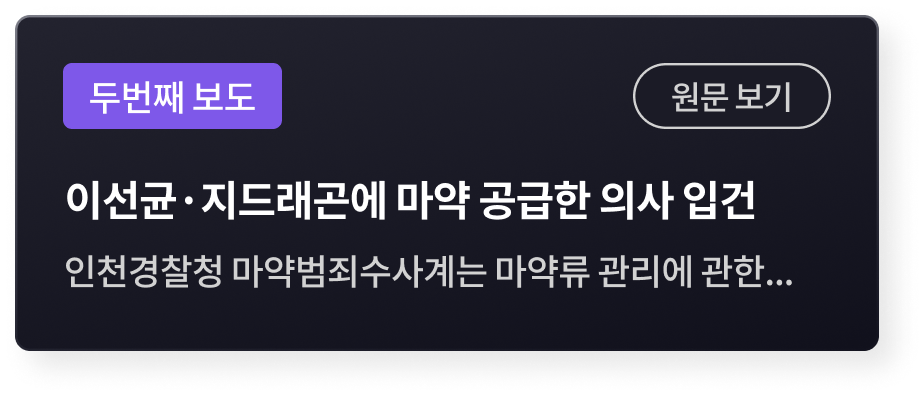 두번째 보도
원문 보기
이선균·지드래곤에 마약 공급한 의사 입건
인천경찰청 마약범죄수사계는 마약류 관리에 관한...